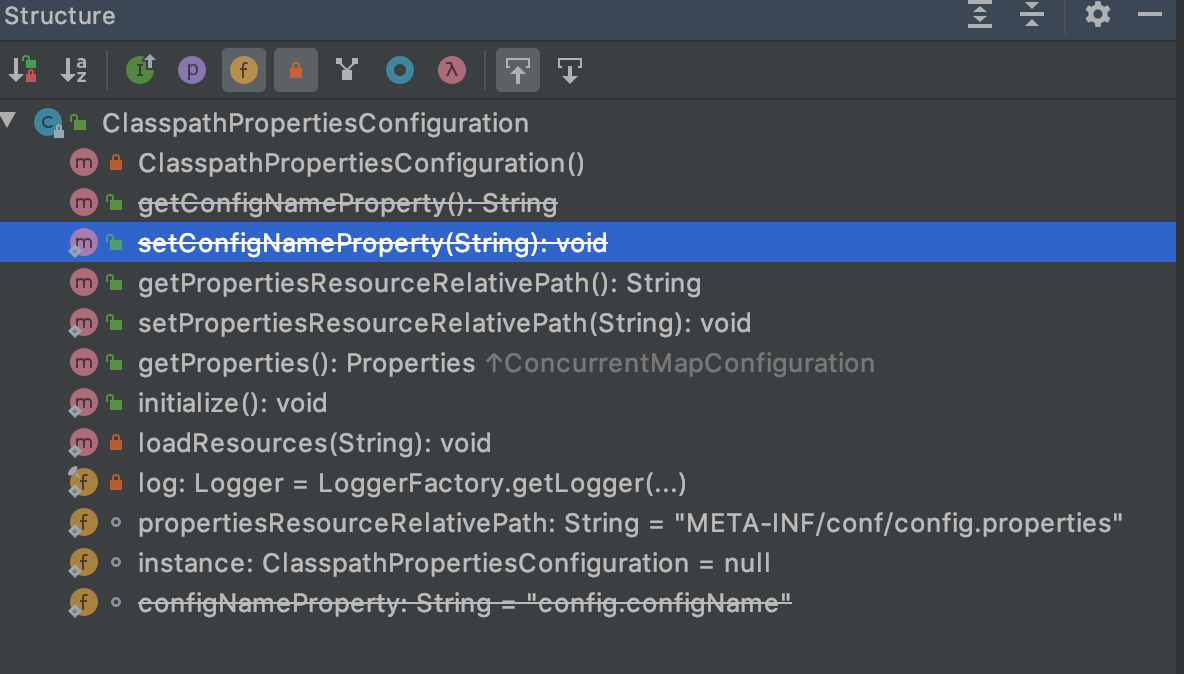 Structure
ClasspathPropertiesConfiguration
ClasspathPropertiesConfiguration()
getConfigNameProperty(): String
setConfigNameProperty(String): void
getPropertiesResourceRelativePath(): String
setPropertiesResourceRelativePath(String): void
getProperties(): Properties ↑ConcurrentMapConfiguration
initialize(): void
loadResources(String): void
log: Logger = LoggerFactory.getLogger(...)
propertiesResourceRelativePath: String = "META-INF/conf/config.properties"
instance: ClasspathPropertiesConfiguration = null
configNameProperty: String = "config.configName"